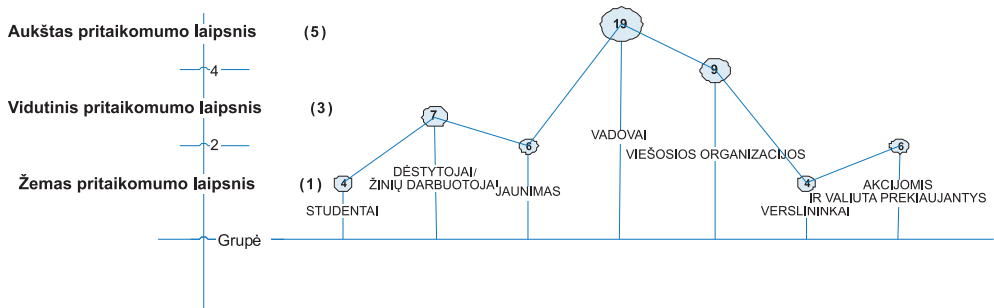 Aukštas pritaikomumo laipsnis (5)
19
4
9
Vidutinis pritaikomumo laipsnis (3)
7
VADOVAI
2
6
6
VIEŠOSIOS ORGANIZACIJOS
DĖSTYTOJAI/
ŽINIŲ DARBUOTOJAI
Žemas pritaikomumo laipsnis (1)
4
JAUNIMAS
4
AKCIJOMIS
IR VALIUTA PREKIAUJANTYS
STUDENTAI
VERSLININKAI
Grupė